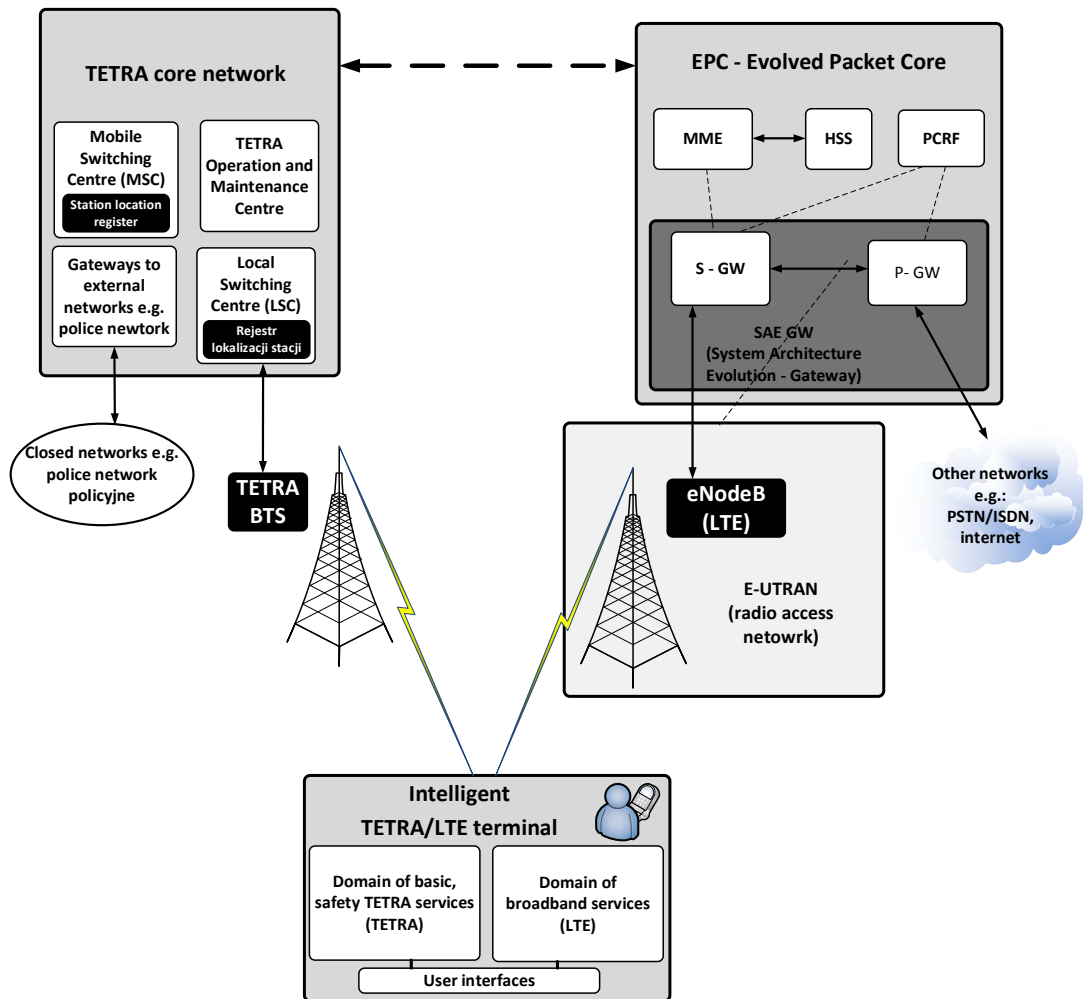 TETRA core network
Mobile
Switching
Centre (MSC)
Station location
register
TETRA
Operation and
Maintenance
Centre
Gateways to
external
networks e.g.
police newtork
Local
Switching
Centre (LSC)
Rejestr
lokalizacji stacji
EPC - Evolved Packet Core
MME
HSS
PCRF
S - GW
P- GW
SAE GW
(System Architecture
Evolution - Gateway)
Closed networks e.g.
police network
policyjne
TETRA
BTS
eNodeB
(LTE)
Other networks
e.g.:
PSTN/ISDN,
internet
E-UTRAN
(radio access
netowrk)
Intelligent
TETRA/LTE terminal
Domain of basic,
safety TETRA services
(TETRA)
Domain of
broadband services
(LTE)
User interfaces